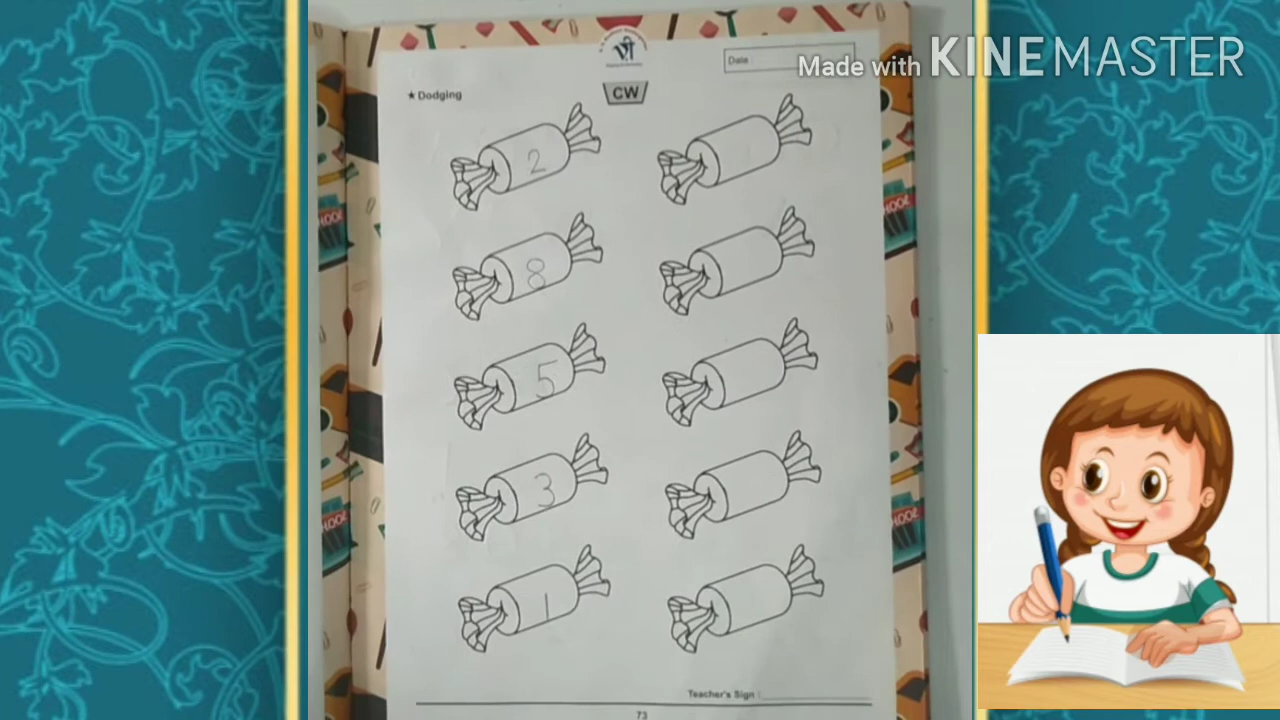 Made with KINEMASTER
श्री
Date :
★ Dodging
CW
2
8
5
3
1
Teacher's Sign :
73